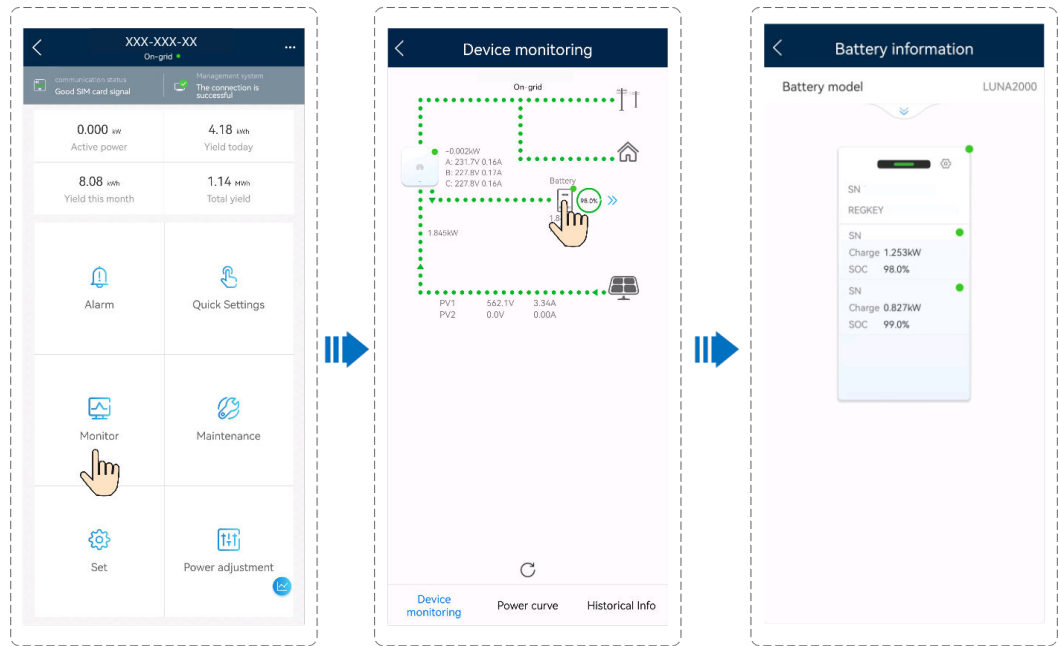 XXX-XXX-XX
On-grid
communication status
Good SIM card signal
Management system
The connection is
successful
0.000 kW
Active power
4.18 kWh
Yield today
8.08 kWh
Yield this month
1.14 MWh
Total yield
Alarm
Quick Settings
Monitor
Maintenance
Set
Power adjustment
Device monitoring
On-grid
-0.002kW
A: 231.7V 0.16A
B: 227.8V 0.17A
C: 227.8V 0.16A
Battery
98.0%
1.845kW
PV1 562.1V 3.34A
PV2 0.0V 0.00A
Device
monitoring
Power curve
Historical Info
Battery information
Battery model LUNA2000
SN
REGKEY
SN
Charge 1.253kW
SOC 98.0%
SN
Charge 0.827kW
SOC 99.0%